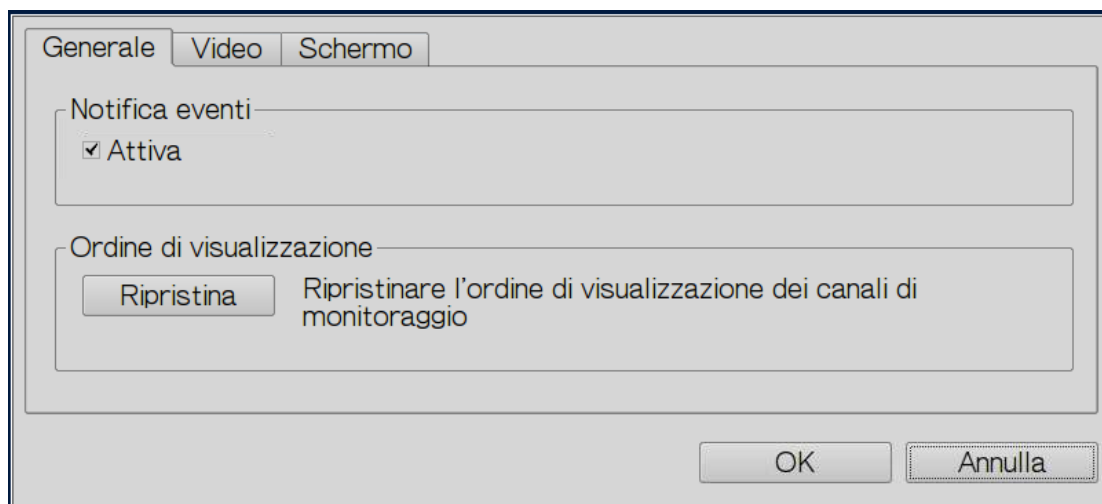 Generale Video Schermo
Notifica eventi
Attiva
Ordine di visualizzazione
Ripristina
Ripristinare l'ordine di visualizzazione dei canali di
monitoraggio
OK Annulla